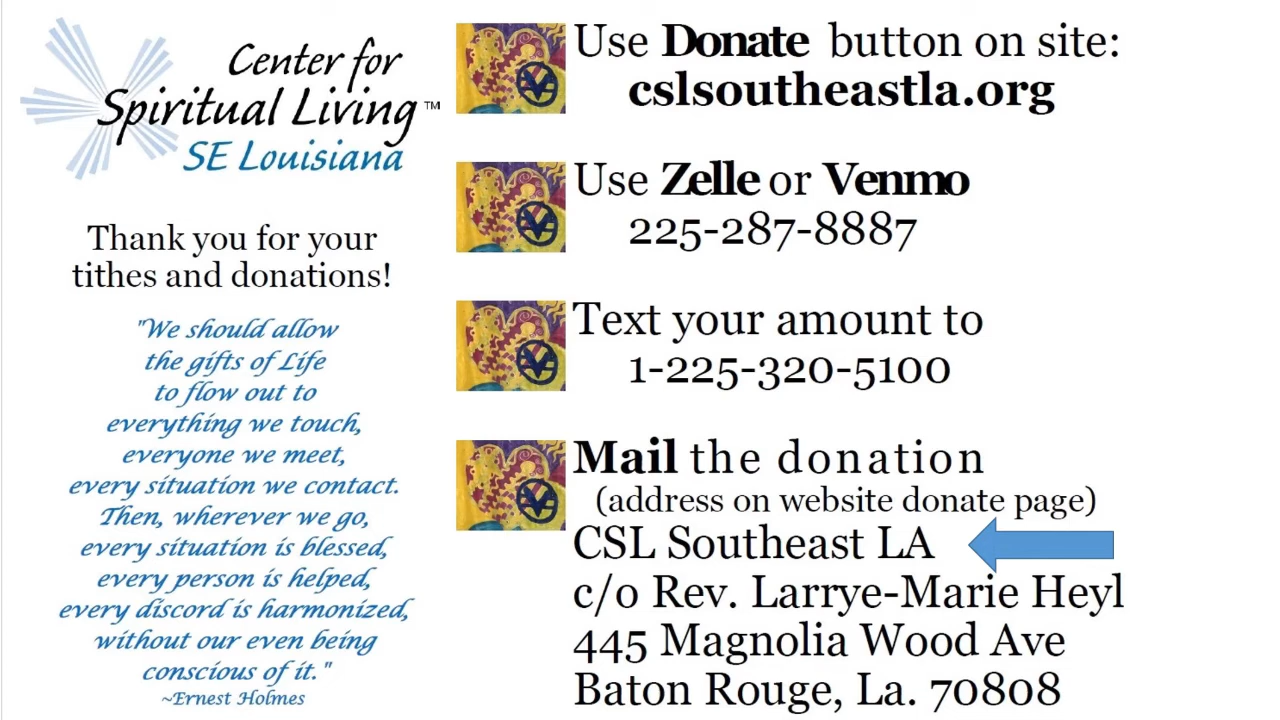 Center for
Spiritual Living™
SE Louisiana
Thank you for your
tithes and donations!
"We should allow
the gifts of Life
to flow out to
everything we touch,
everyone we meet,
every situation we contact.
Then, wherever we go,
every situation is blessed,
every person is helped,
every discord is harmonized,
without our even being
conscious of it."
~Ernest Holmes
Use Donate button on site:
cslsoutheastla.org
Use Zelle or Venmo
225-287-8887
Text your amount to
1-225-320-5100
Mail the donation
(address on website donate page)
CSL Southeast LA
c/o Rev. Larrye-Marie Heyl
445 Magnolia Wood Ave
Baton Rouge, La. 70808